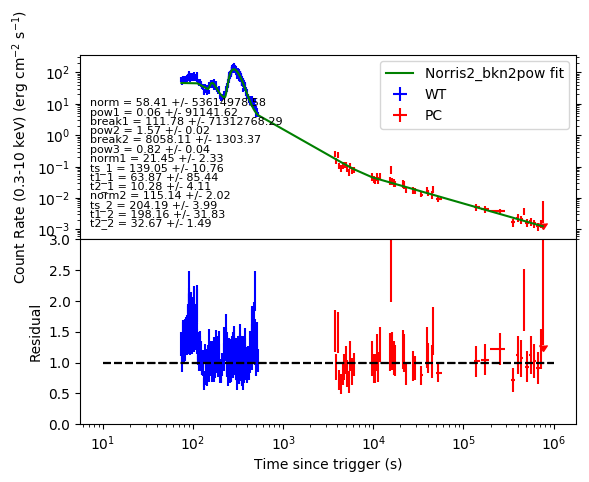 Norris2_bkn2pow fit
WT
PC
norm = 58.41 +/- 53614978.58
pow1 = 0.06 +/- 91141.62
break1 = 111.78 +/- 71312768.29
pow2 = 1.57 +/- 0.02
break2 = 8058.11 +/- 1303.37
pow3 = 0.82 +/- 0.04
norm1 = 21.45 +/- 2.33
ts_1 = 139.05 +/- 10.76
t1_1 = 63.87 +/- 85.44
t2_1 = 10.28 +/- 4.11
norm2 = 115.14 +/- 2.02
ts_2 = 204.19 +/- 3.99
t1_2 = 198.16 +/- 31.83
t2_2 = 32.67 +/- 1.49
Count Rate (0.3-10 keV) (erg cm⁻² s⁻¹)
10²
10¹
10⁰
10⁻¹
10⁻²
10⁻³
Residual
3.0
2.5
2.0
1.5
1.0
0.5
0.0
10¹ 10² 10³ 10⁴ 10⁵ 10⁶
Time since trigger (s)